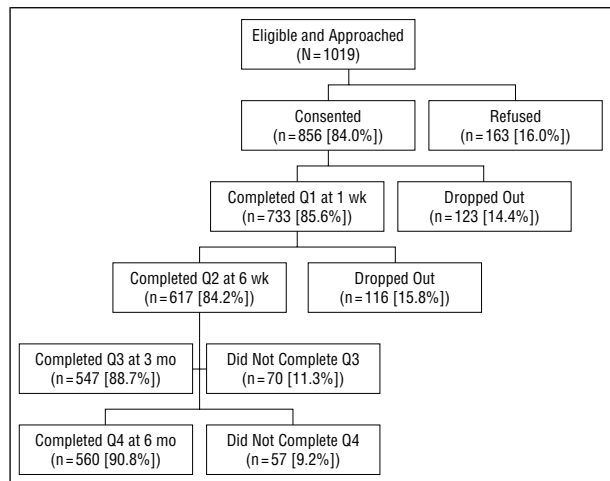 Eligible and Approached
(N=1019)
Consented
(n=856 [84.0%])
Refused
(n=163 [16.0%])
Completed Q1 at 1 wk
(n=733 [85.6%])
Dropped Out
(n=123 [14.4%])
Completed Q2 at 6 wk
(n=617 [84.2%])
Dropped Out
(n=116 [15.8%])
Completed Q3 at 3 mo
(n=547 [88.7%])
Did Not Complete Q3
(n=70 [11.3%])
Completed Q4 at 6 mo
(n=560 [90.8%])
Did Not Complete Q4
(n=57 [9.2%])